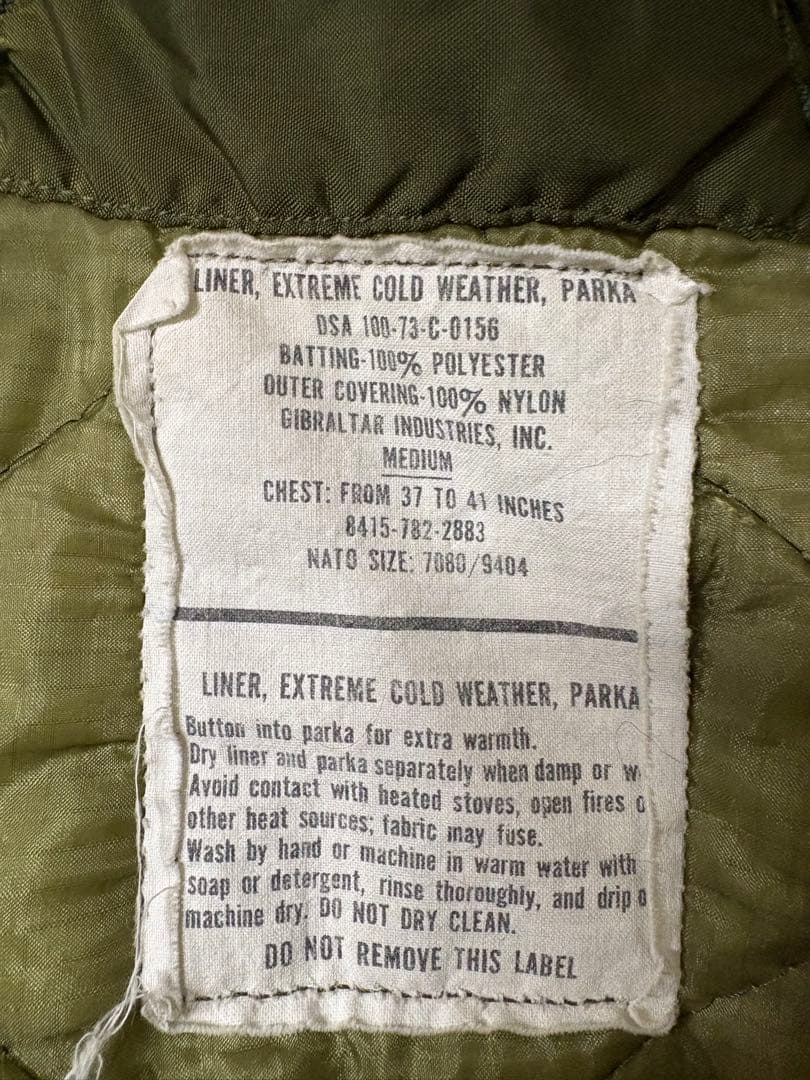 LINER, EXTREME COLD WEATHER, PARKA
DSA 100-73-C-0156
BATTING-100% POLYESTER
OUTER COVERING-100% NYLON
GIBRALTAR INDUSTRIES, INC.
MEDIUM
CHEST: FROM 37 TO 41 INCHES
8415-782-2883
NATO SIZE: 7080/9404
LINER, EXTREME COLD WEATHER, PARKA
Button into parka for extra warmth.
Dry liner and parka separately when damp or
Avoid contact with heated stoves, open fires
other heat sources; fabric may fuse.
Wash by hand or machine in warm water with
soap or detergent, rinse thoroughly, and drip
machine dry. DO NOT DRY CLEAN.
DO NOT REMOVE THIS LABEL